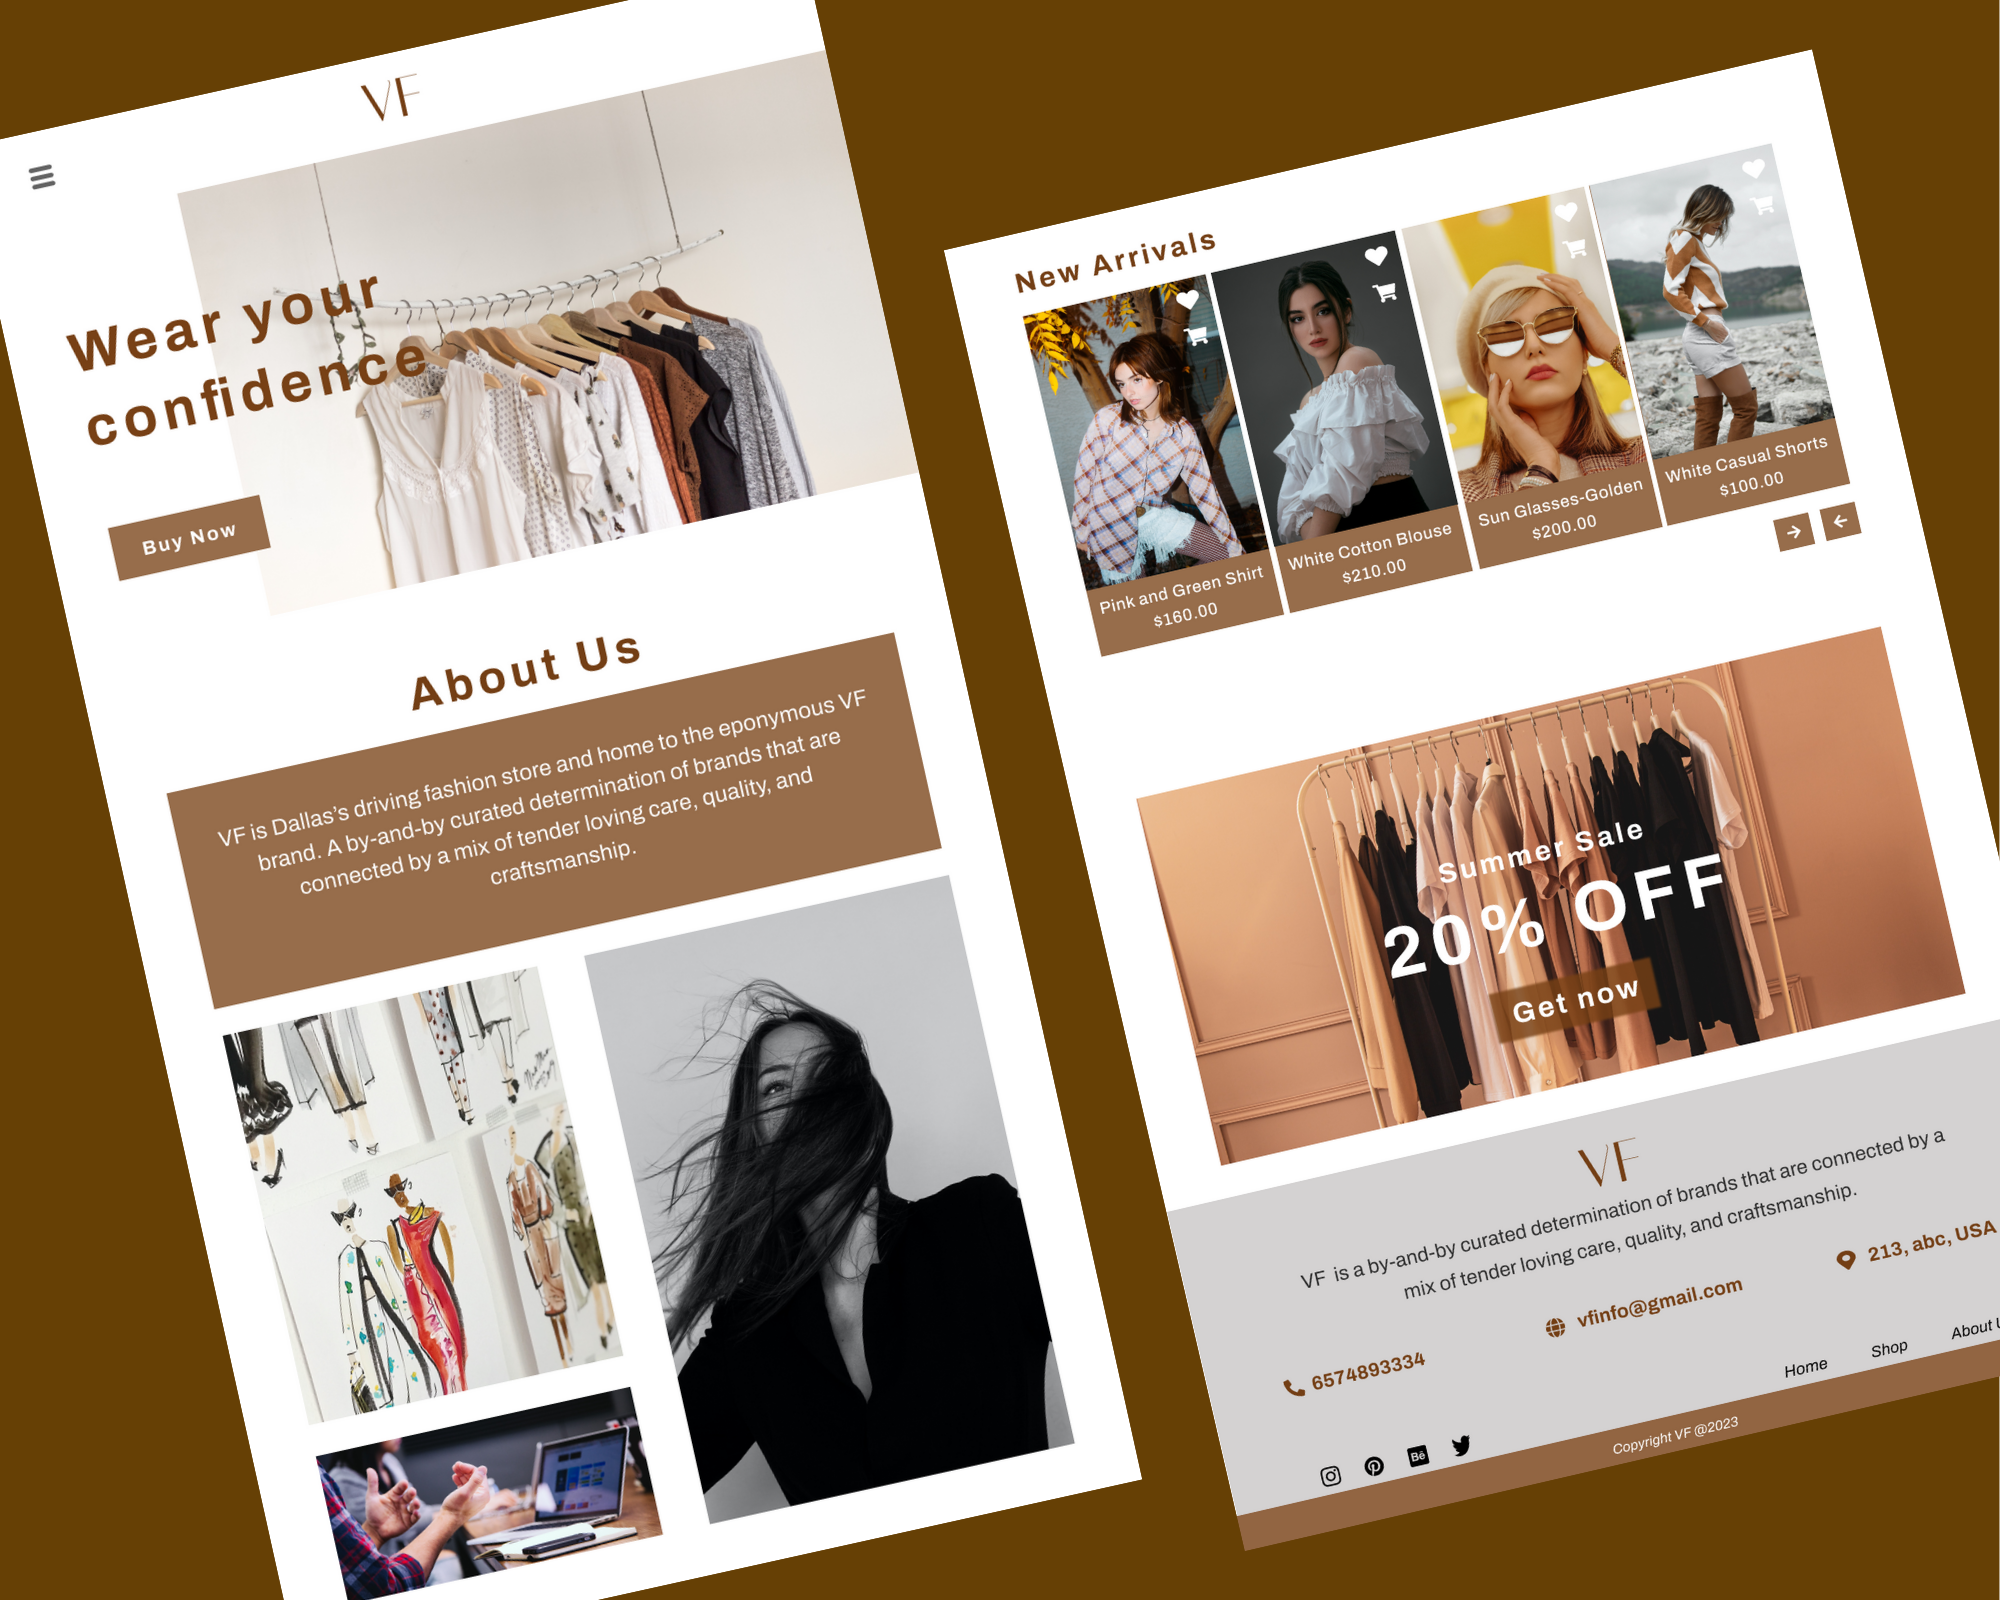 VF
Wear your
confidence
Buy Now
About Us
VF is Dallas’s driving fashion store and home to the eponymous VF
brand. A by-and-by curated determination of brands that are
connected by a mix of tender loving care, quality, and
craftsmanship.
New Arrivals
Pink and Green Shirt
$160.00
White Cotton Blouse
$210.00
Sun Glasses-Golden
$200.00
White Casual Shorts
$100.00
Summer Sale
20% OFF
Get now
VF
VF is a by-and-by curated determination of brands that are connected by a
mix of tender loving care, quality, and craftsmanship.
6574893334
vfinfo@gmail.com
213, abc, USA
Bē
Home
Shop
About U
Copyright VF @2023